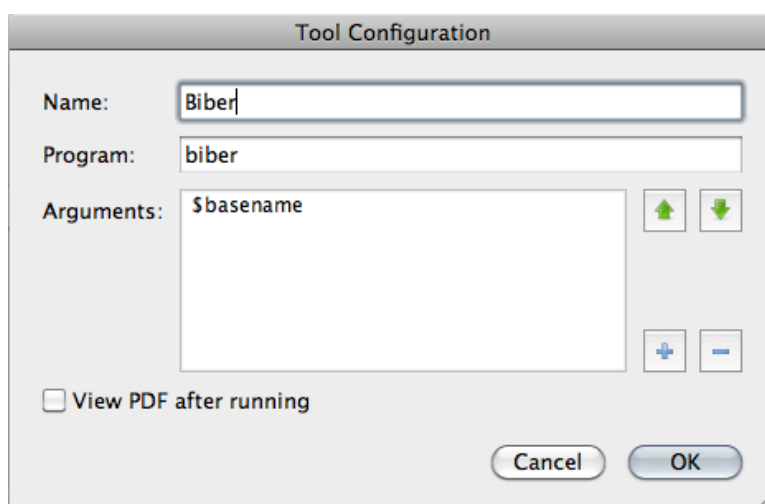 Tool Configuration
Name: Biber
Program: biber
Arguments: $basename
View PDF after running
Cancel OK